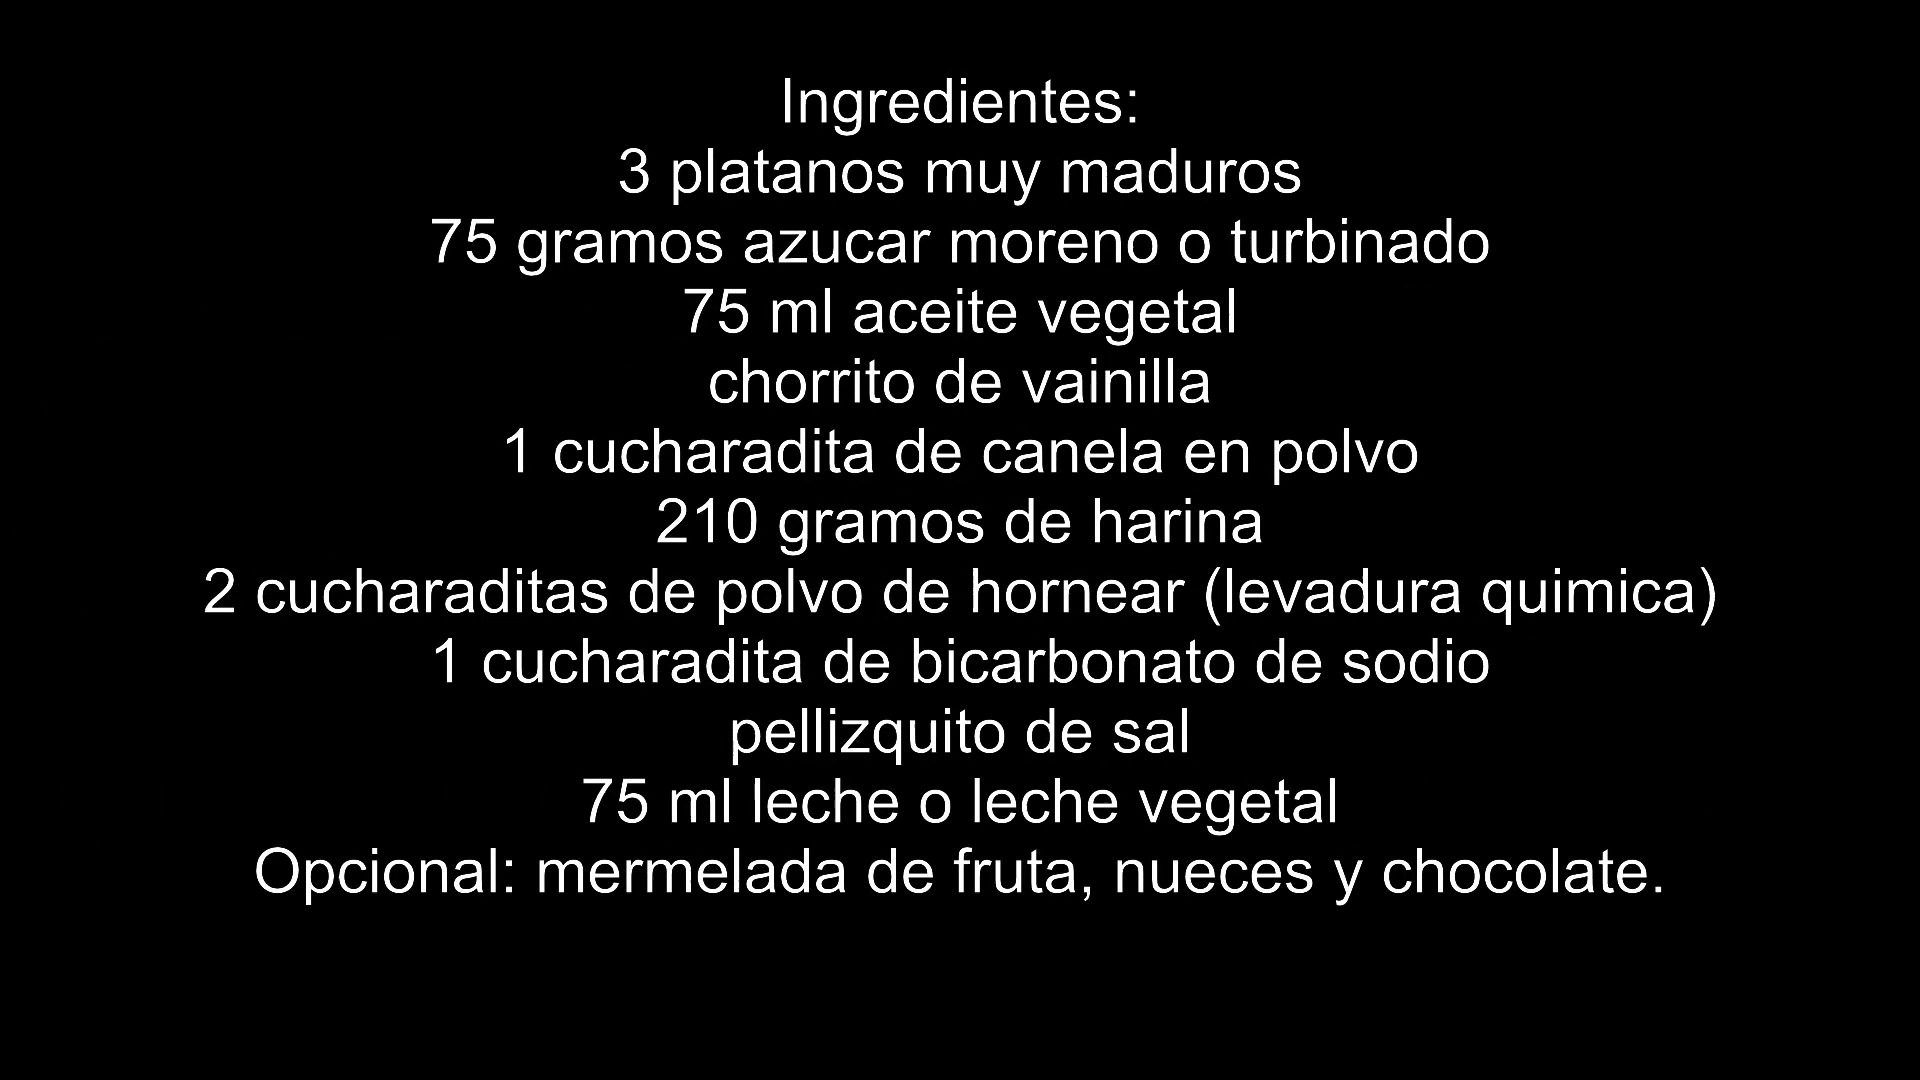 Ingredientes:
3 platanos muy maduros
75 gramos azucar moreno o turbinado
75 ml aceite vegetal
chorrito de vainilla
1 cucharadita de canela en polvo
210 gramos de harina
2 cucharaditas de polvo de hornear (levadura quimica)
1 cucharadita de bicarbonato de sodio
pellizquito de sal
75 ml leche o leche vegetal
Opcional: mermelada de fruta, nueces y chocolate.